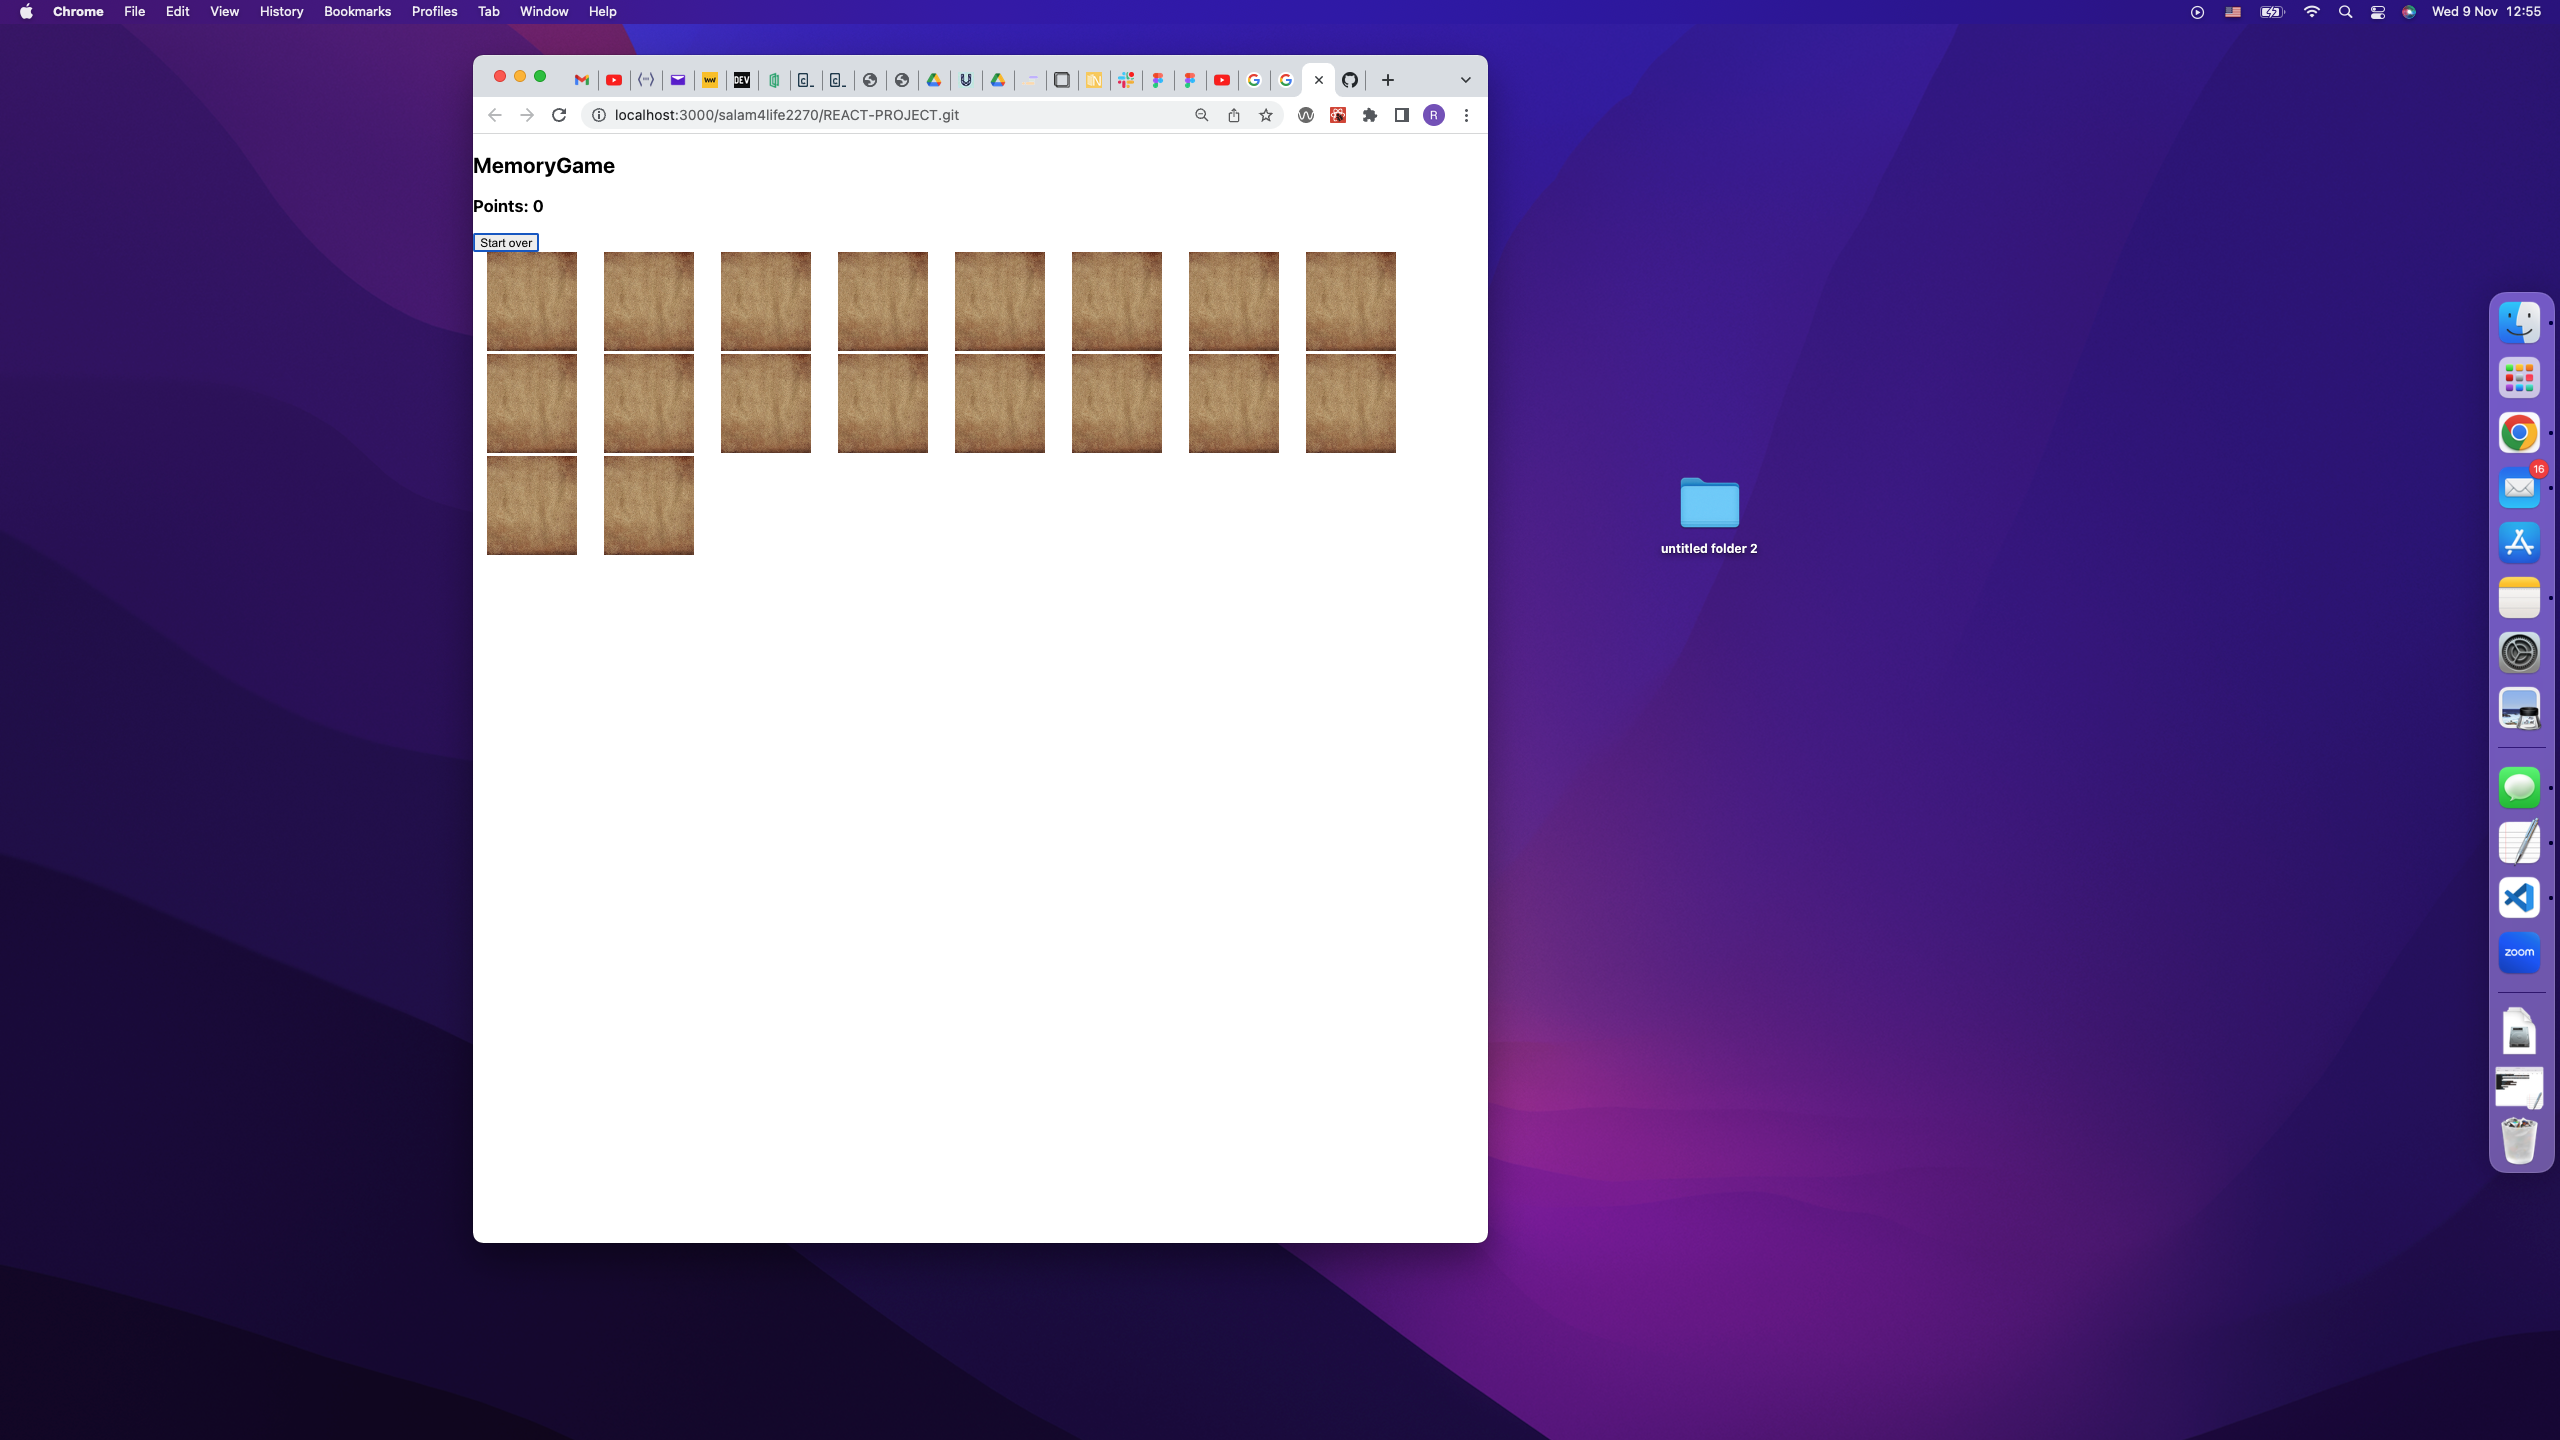 Chrome File Edit View History Bookmarks Profiles Tab Window Help
Wed 9 Nov 12:55
DEV
localhost:3000/salam4life2270/REACT-PROJECT.git
R
MemoryGame
Points: 0
Start over
untitled folder 2
16
zoom